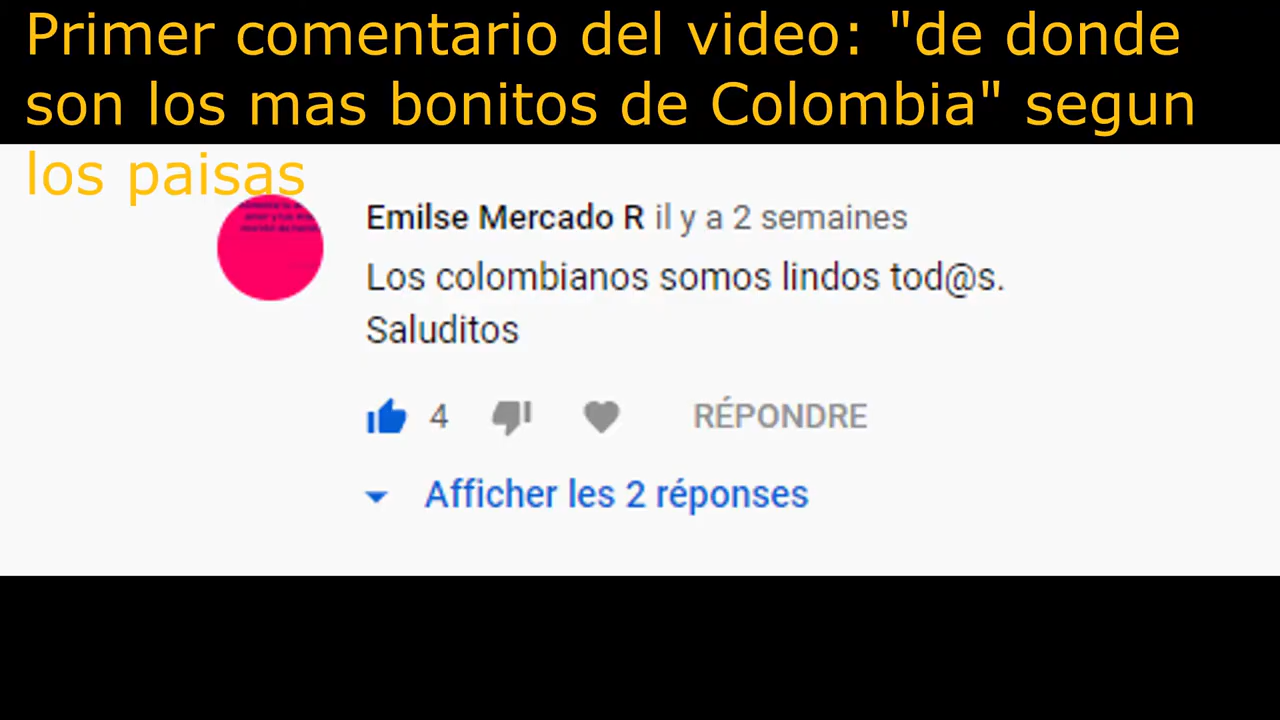 Primer comentario del video: "de donde
son los mas bonitos de Colombia" segun
los paisas
Emilse Mercado R il y a 2 semaines
Los colombianos somos lindos tod@s.
Saluditos
4 RÉPONDRE
Afficher les 2 réponses